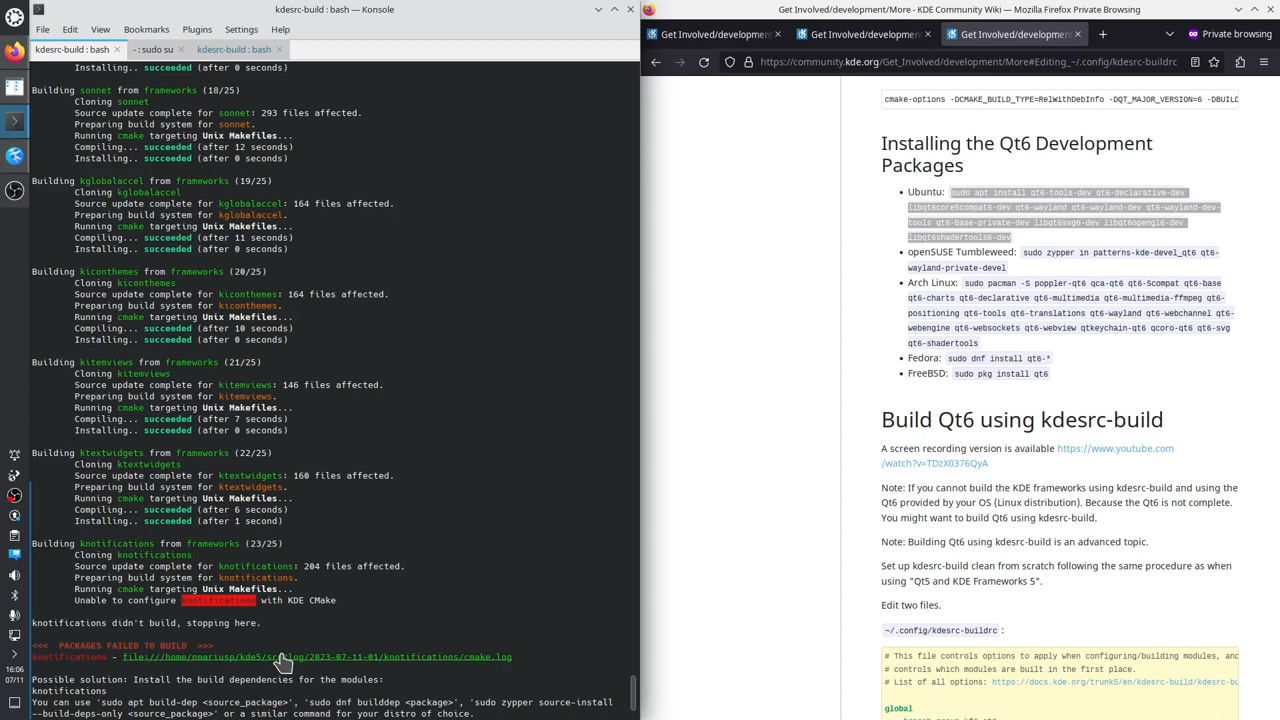 kdesrc-build : bash — Konsole
File Edit View Bookmarks Plugins Settings Help
kdesrc-build : bash
- : sudo su
kdesrc-build : bash
Installing.. succeeded (after 0 seconds)
Building sonnet from frameworks (18/25)
Cloning sonnet
Source update complete for sonnet: 293 files affected.
Preparing build system for sonnet.
Running cmake targeting Unix Makefiles...
Compiling... succeeded (after 12 seconds)
Installing.. succeeded (after 0 seconds)
Building kglobalaccel from frameworks (19/25)
Cloning kglobalaccel
Source update complete for kglobalaccel: 164 files affected.
Preparing build system for kglobalaccel.
Running cmake targeting Unix Makefiles...
Compiling... succeeded (after 11 seconds)
Installing.. succeeded (after 0 seconds)
Building kiconthemes from frameworks (20/25)
Cloning kiconthemes
Source update complete for kiconthemes: 164 files affected.
Preparing build system for kiconthemes.
Running cmake targeting Unix Makefiles...
Compiling... succeeded (after 10 seconds)
Installing.. succeeded (after 0 seconds)
Building kitemviews from frameworks (21/25)
Cloning kitemviews
Source update complete for kitemviews: 146 files affected.
Preparing build system for kitemviews.
Running cmake targeting Unix Makefiles...
Compiling... succeeded (after 7 seconds)
Installing.. succeeded (after 0 seconds)
Building ktextwidgets from frameworks (22/25)
Cloning ktextwidgets
Source update complete for ktextwidgets: 160 files affected.
Preparing build system for ktextwidgets.
Running cmake targeting Unix Makefiles...
Compiling... succeeded (after 6 seconds)
Installing.. succeeded (after 1 second)
Building knotifications from frameworks (23/25)
Cloning knotifications
Source update complete for knotifications: 204 files affected.
Preparing build system for knotifications.
Running cmake targeting Unix Makefiles...
Unable to configure knotifications with KDE CMake
knotifications didn't build, stopping here.
<<< PACKAGES FAILED TO BUILD >>>
knotifications - file:///home/nmariusp/kde5/src/log/2023-07-11-01/knotifications/cmake.log
Possible solution: Install the build dependencies for the modules:
knotifications
You can use 'sudo apt build-dep <source_package>', 'sudo dnf builddep <package>', 'sudo zypper source-install
--build-deps-only <source_package>' or a similar command for your distro of choice.
16:06
07/11
Get Involved/development/More - KDE Community Wiki — Mozilla Firefox Private Browsing
Get Involved/development
Get Involved/development
Get Involved/development
Private browsing
https://community.kde.org/Get_Involved/development/More#Editing_~/.config/kdesrc-buildrc
cmake-options -DCMAKE_BUILD_TYPE=RelWithDebInfo -DQT_MAJOR_VERSION=6 -DBUILD
Installing the Qt6 Development
Packages
Ubuntu: sudo apt install qt6-tools-dev qt6-declarative-dev
libqt6core5compat6-dev qt6-wayland qt6-wayland-dev qt6-wayland-dev-
tools qt6-base-private-dev libqt6svg6-dev libqt6opengl6-dev
libqt6shadertools6-dev
openSUSE Tumbleweed: sudo zypper in patterns-kde-devel_qt6 qt6-
wayland-private-devel
Arch Linux: sudo pacman -S poppler-qt6 qca-qt6 qt6-5compat qt6-base
qt6-charts qt6-declarative qt6-multimedia qt6-multimedia-ffmpeg qt6-
positioning qt6-tools qt6-translations qt6-wayland qt6-webchannel qt6-
webengine qt6-websockets qt6-webview qtkeychain-qt6 qcoro-qt6 qt6-svg
qt6-shadertools
Fedora: sudo dnf install qt6-*
FreeBSD: sudo pkg install qt6
Build Qt6 using kdesrc-build
A screen recording version is available https://www.youtube.com
/watch?v=TDzX0376QyA
Note: If you cannot build the KDE frameworks using kdesrc-build and using the
Qt6 provided by your OS (Linux distribution). Because the Qt6 is not complete.
You might want to build Qt6 using kdesrc-build.
Note: Building Qt6 using kdesrc-build is an advanced topic.
Set up kdesrc-build clean from scratch following the same procedure as when
using "Qt5 and KDE Frameworks 5".
Edit two files.
~/.config/kdesrc-buildrc :
# This file controls options to apply when configuring/building modules, and
# controls which modules are built in the first place.
# List of all options: https://docs.kde.org/trunk5/en/kdesrc-build/kdesrc-bu
global